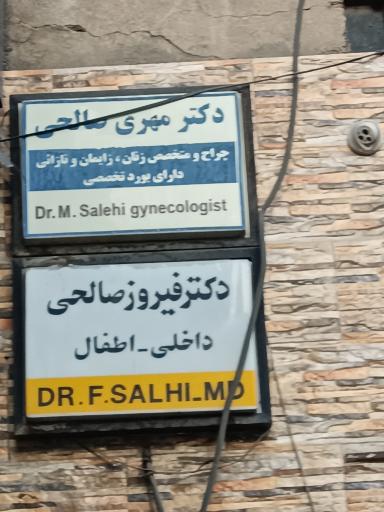 دکتر مهری صالحی
جراح و متخصص زنان ، زایمان و نازائی
دارای بورد تخصصی
Dr. M. Salehi gynecologist
دکتر فیروز صالحی
داخلی - اطفال
DR. F. SALHI_MD